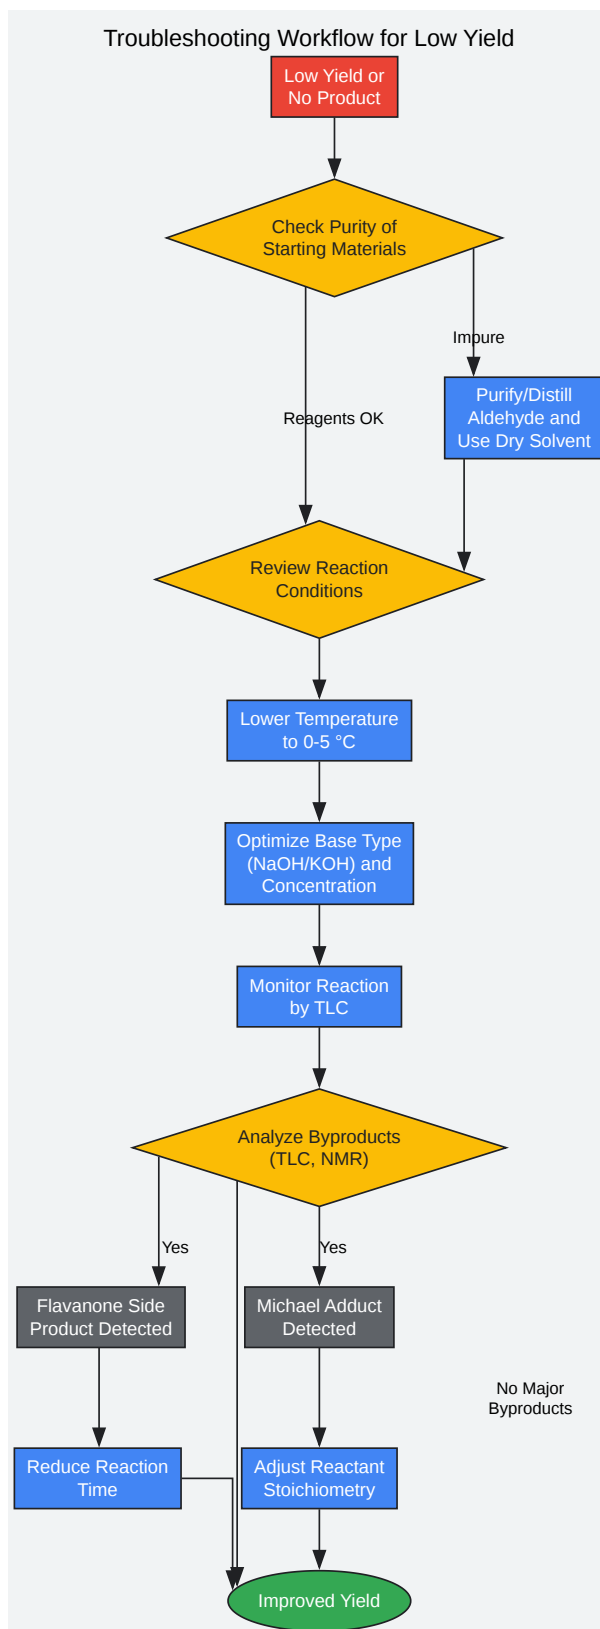 Troubleshooting Workflow for Low Yield
Low Yield or
No Product
Check Purity of
Starting Materials
Impure
Purify/Distill
Aldehyde and
Use Dry Solvent
Reagents OK
Review Reaction
Conditions
Lower Temperature
to 0-5 °C
Optimize Base Type
(NaOH/KOH) and
Concentration
Monitor Reaction
by TLC
Analyze Byproducts
(TLC, NMR)
Yes
Yes
Flavanone Side
Product Detected
Michael Adduct
Detected
No Major
Byproducts
Reduce Reaction
Time
Adjust Reactant
Stoichiometry
Improved Yield